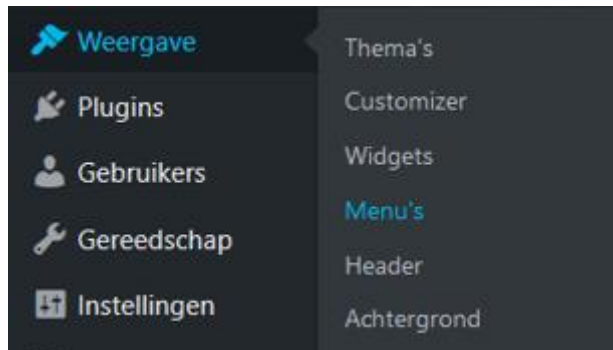 Weergave
Plugins
Gebruikers
Gereedschap
Instellingen
Thema's
Customizer
Widgets
Menu's
Header
Achtergrond